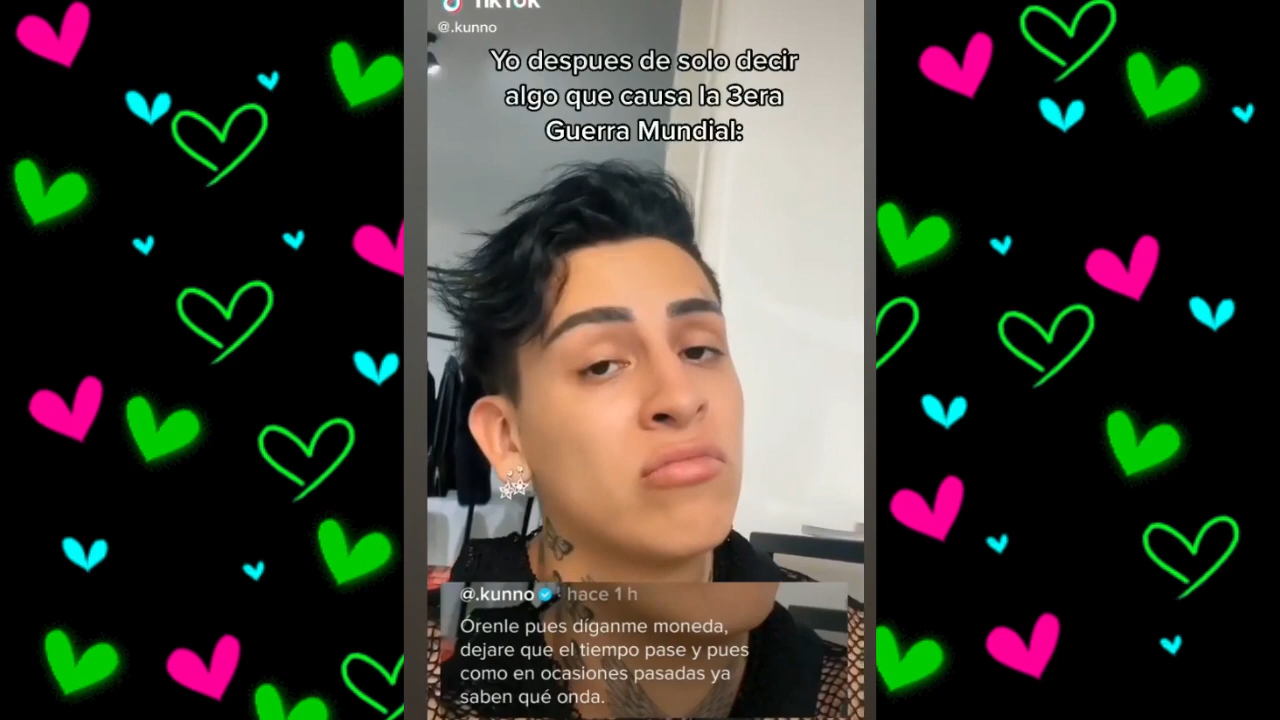 TikTok
@.kunno
Yo despues de solo decir
algo que causa la 3era
Guerra Mundial:
@.kunno hace 1 h
Órenle pues díganme moneda,
dejare que el tiempo pase y pues
como en ocasiones pasadas ya
saben qué onda.